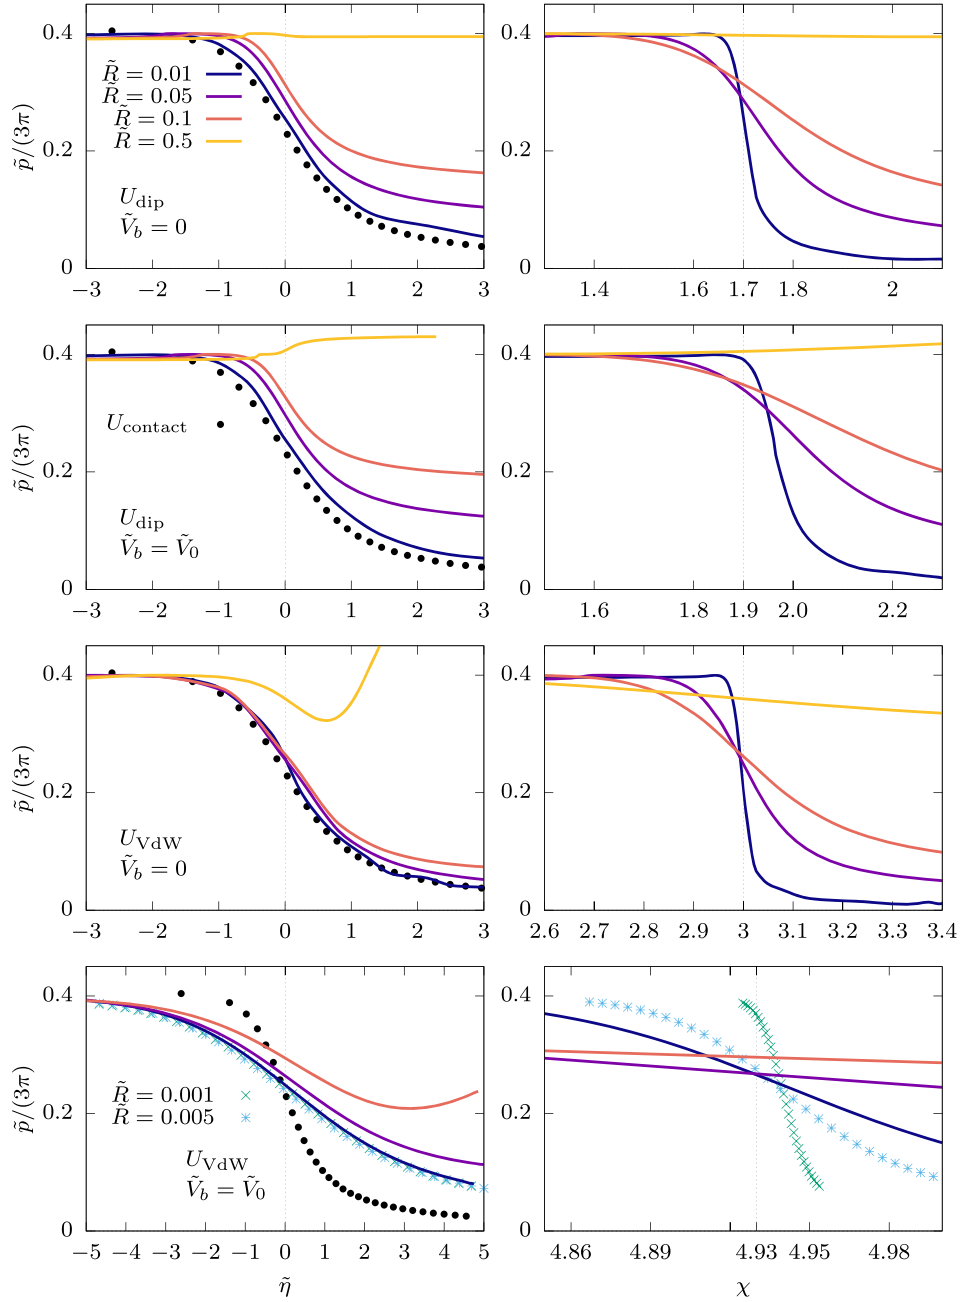 0.4
0.2
0
p̃/(3π)
R̃ = 0.01
R̃ = 0.05
R̃ = 0.1
R̃ = 0.5
U_dip
Ṽ_b = 0
−3 −2 −1 0 1 2 3
0.4
0.2
0
1.4 1.6 1.7 1.8 2
0.4
0.2
0
p̃/(3π)
U_contact
U_dip
Ṽ_b = Ṽ_0
−3 −2 −1 0 1 2 3
0.4
0.2
0
1.6 1.8 1.9 2.0 2.2
0.4
0.2
0
p̃/(3π)
U_VdW
Ṽ_b = 0
−3 −2 −1 0 1 2 3
0.4
0.2
0
2.6 2.7 2.8 2.9 3 3.1 3.2 3.3 3.4
0.4
0.2
0
p̃/(3π)
R̃ = 0.001
R̃ = 0.005
U_VdW
Ṽ_b = Ṽ_0
−5 −4 −3 −2 −1 0 1 2 3 4 5
η̃
0.4
0.2
0
4.86 4.89 4.93 4.95 4.98
χ